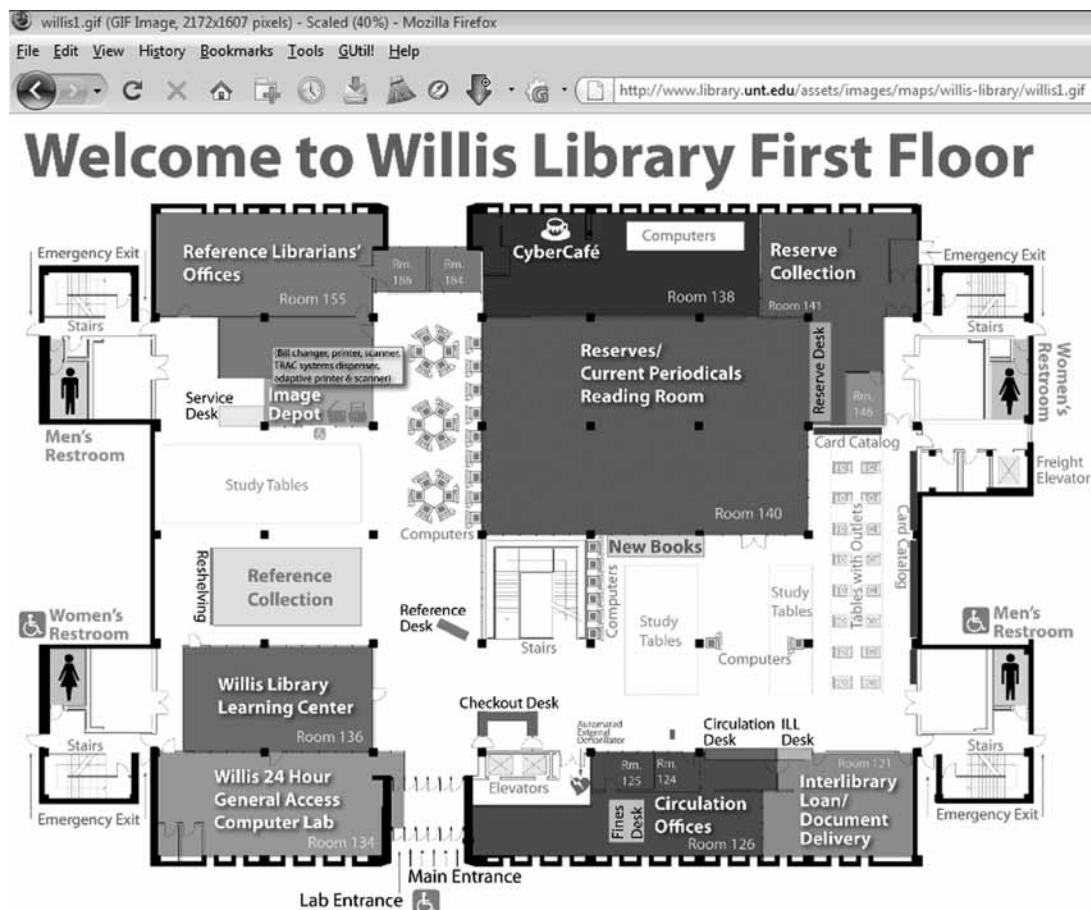 willis1.gif (GIF Image, 2172x1607 pixels) - Scaled (40%) - Mozilla Firefox
File Edit View History Bookmarks Tools GUtil! Help
http://www.library.unt.edu/assets/images/maps/willis-library/willis1.gif
Welcome to Willis Library First Floor
Emergency Exit
Stairs
Men's
Restroom
Reference Librarians'
Offices
Room 155
Rm.
186
Rm.
184
(Bill changer, printer, scanner,
TRAC systems dispenser,
adaptive printer & scanner)
Image
Depot
Service
Desk
Study Tables
Computers
CyberCafé
Computers
Room 138
Reserve
Collection
Room 141
Reserves/
Current Periodicals
Reading Room
Room 140
Reserve Desk
Rm.
146
Emergency Exit
Stairs
Women's
Restroom
Freight
Elevator
Card Catalog
Card Catalog
Tables with Outlets
Reshelving
Reference
Collection
Reference
Desk
Stairs
Computers
New Books
Study
Tables
Study
Tables
Computers
Women's
Restroom
Men's
Restroom
Stairs
Emergency Exit
Willis Library
Learning Center
Room 136
Willis 24 Hour
General Access
Computer Lab
Room 134
Checkout Desk
Elevators
Automated
External
Defibrillator
Rm.
125
Rm.
124
Fines
Desk
Circulation
Offices
Room 126
Circulation
Desk
ILL
Desk
Room 121
Interlibrary
Loan/
Document
Delivery
Stairs
Emergency Exit
Main Entrance
Lab Entrance